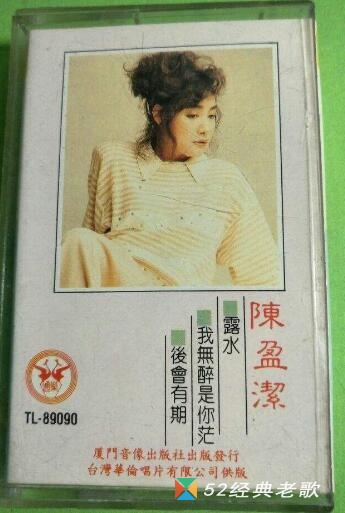 陳盈潔
露水
我無醉是你茫
後會有期
TL-89090
厦門音像出版社出版發行
台灣華倫唱片有限公司供版
52经典老歌